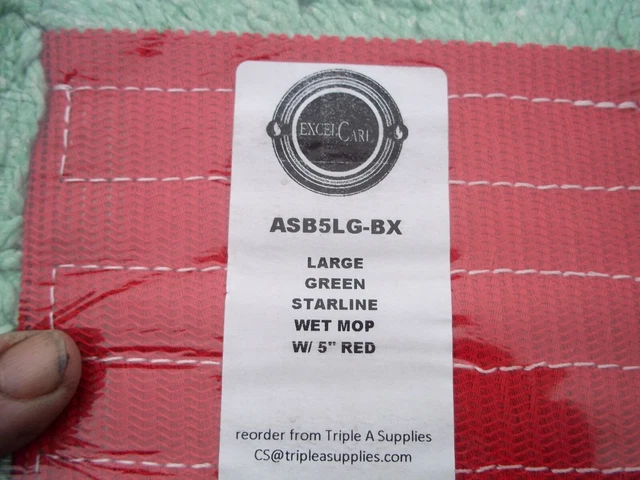 EXCEL CARE
ASB5LG-BX
LARGE
GREEN
STARLINE
WET MOP
W/ 5" RED
reorder from Triple A Supplies
CS@tripleasupplies.com